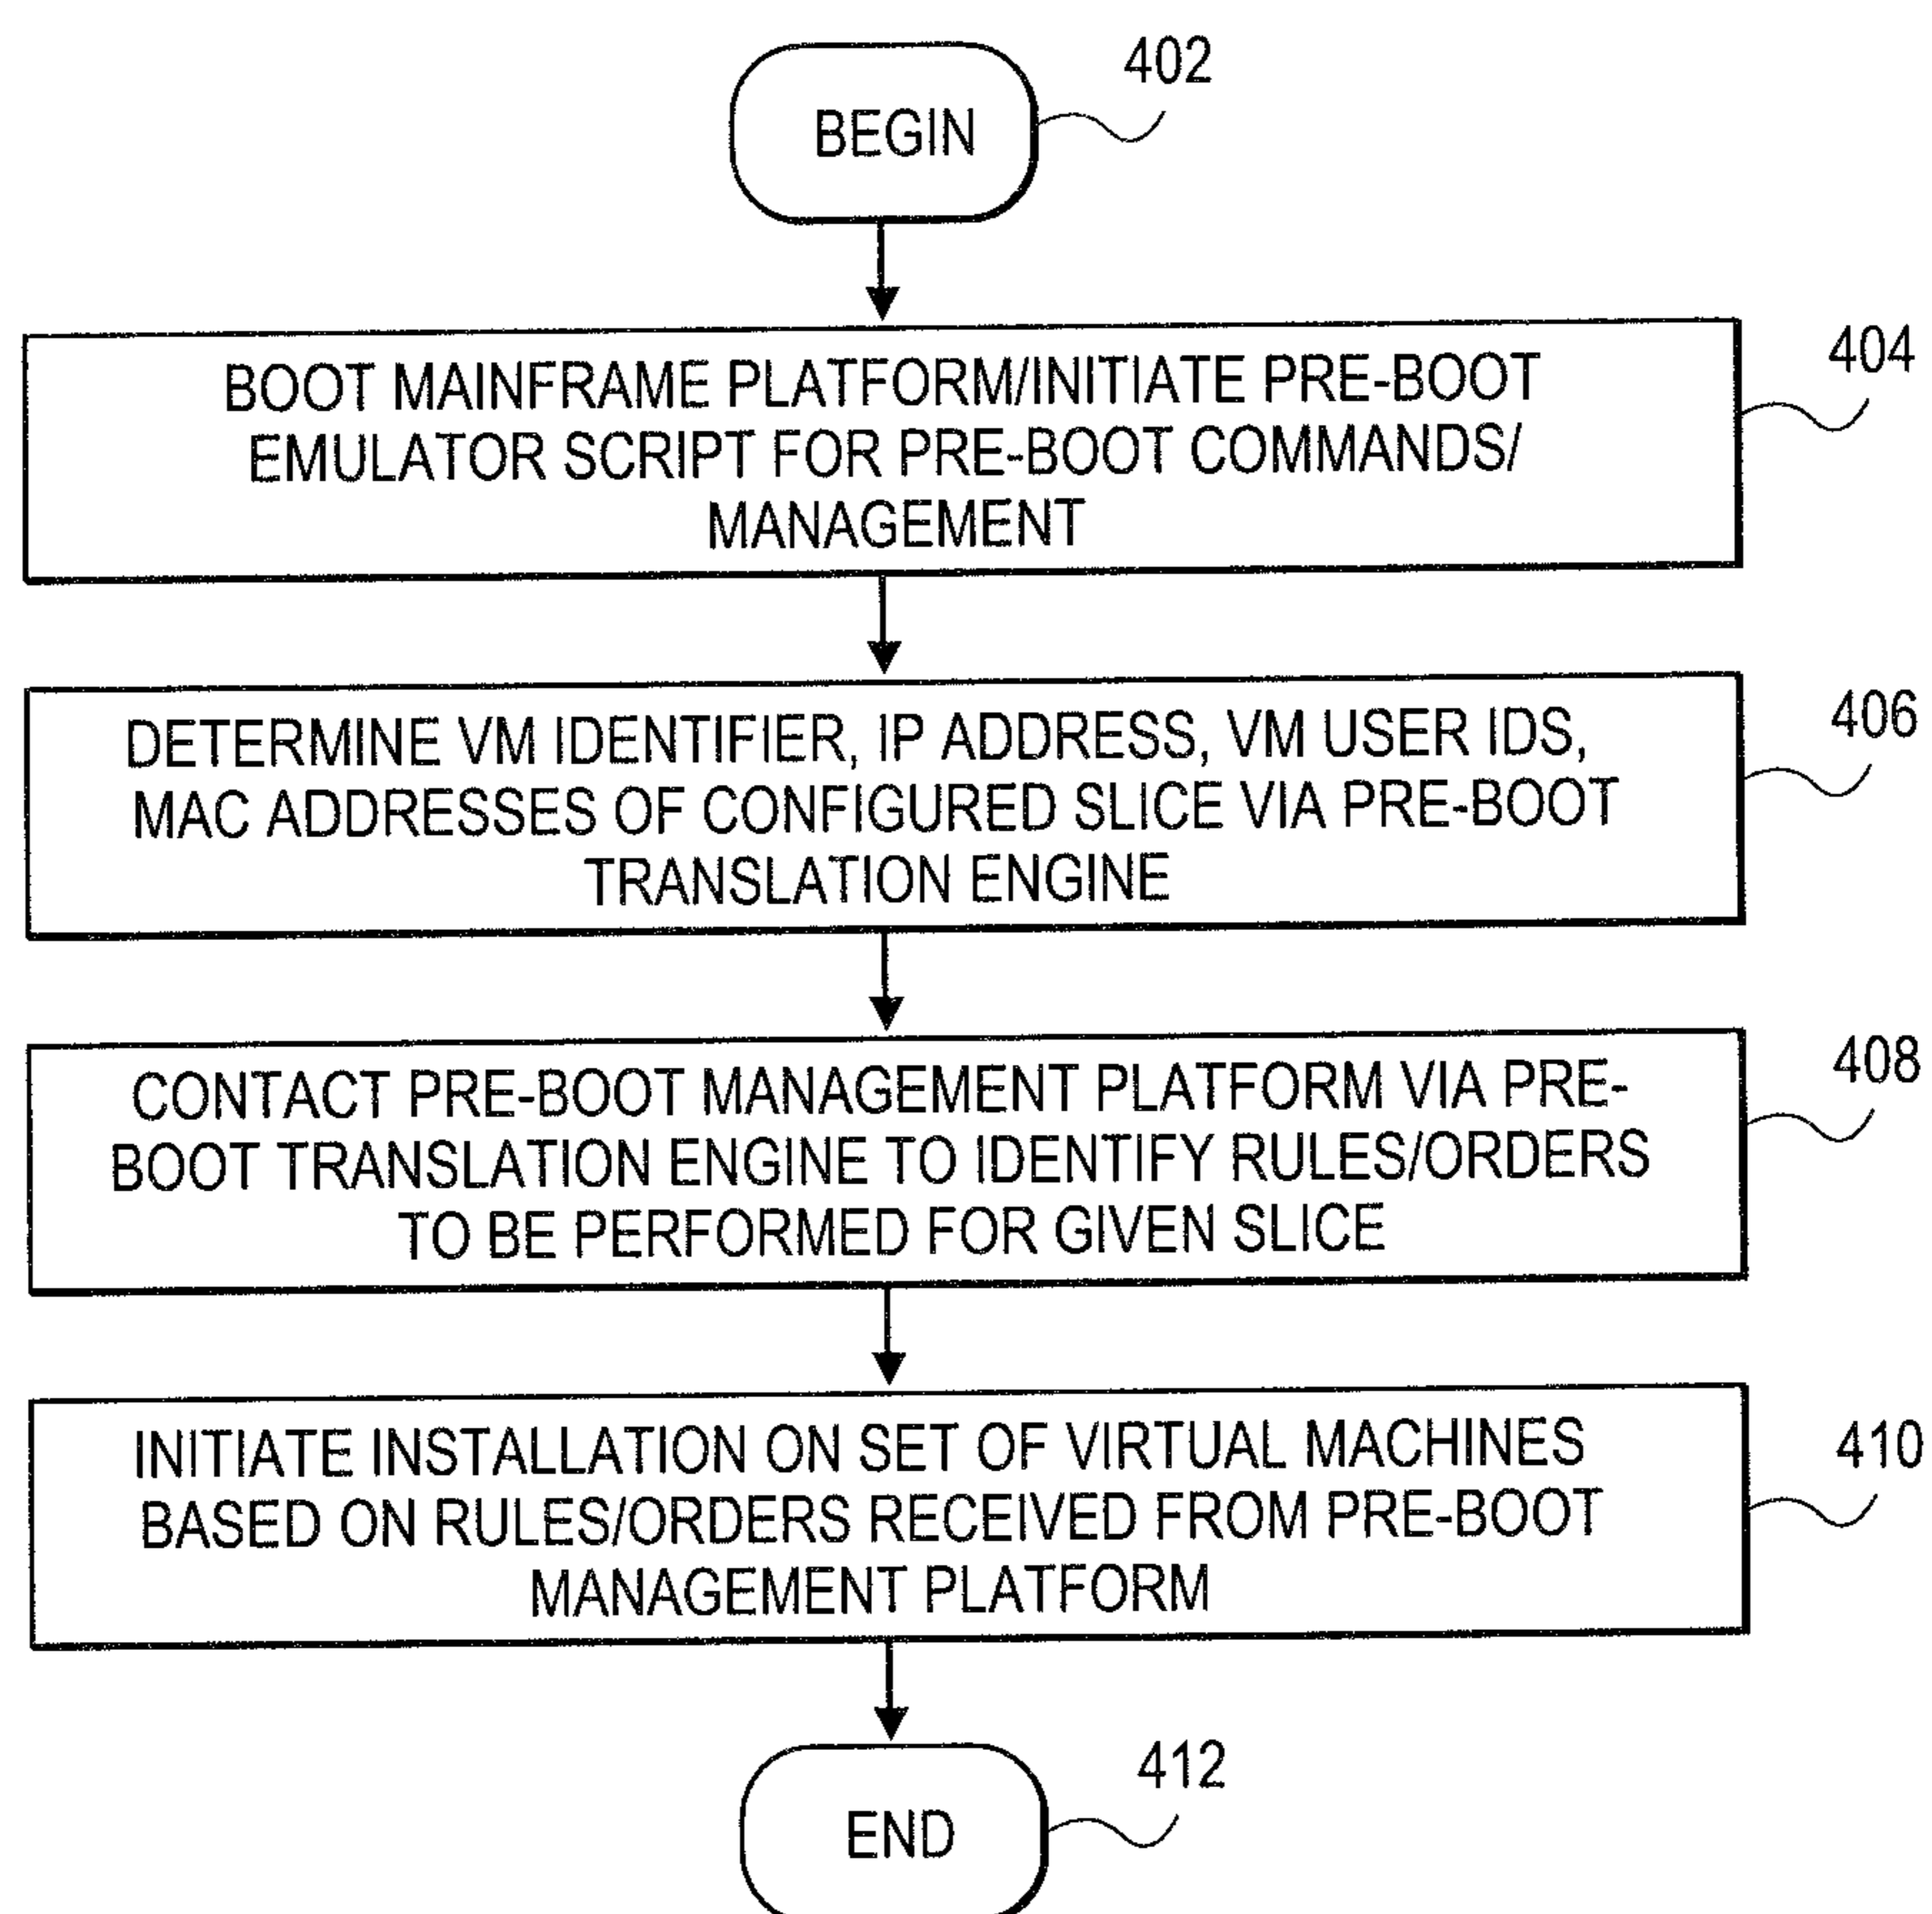 402
BEGIN
404
BOOT MAINFRAME PLATFORM/INITIATE PRE-BOOT
EMULATOR SCRIPT FOR PRE-BOOT COMMANDS/
MANAGEMENT
406
DETERMINE VM IDENTIFIER, IP ADDRESS, VM USER IDS,
MAC ADDRESSES OF CONFIGURED SLICE VIA PRE-BOOT
TRANSLATION ENGINE
408
CONTACT PRE-BOOT MANAGEMENT PLATFORM VIA PRE-
BOOT TRANSLATION ENGINE TO IDENTIFY RULES/ORDERS
TO BE PERFORMED FOR GIVEN SLICE
410
INITIATE INSTALLATION ON SET OF VIRTUAL MACHINES
BASED ON RULES/ORDERS RECEIVED FROM PRE-BOOT
MANAGEMENT PLATFORM
412
END